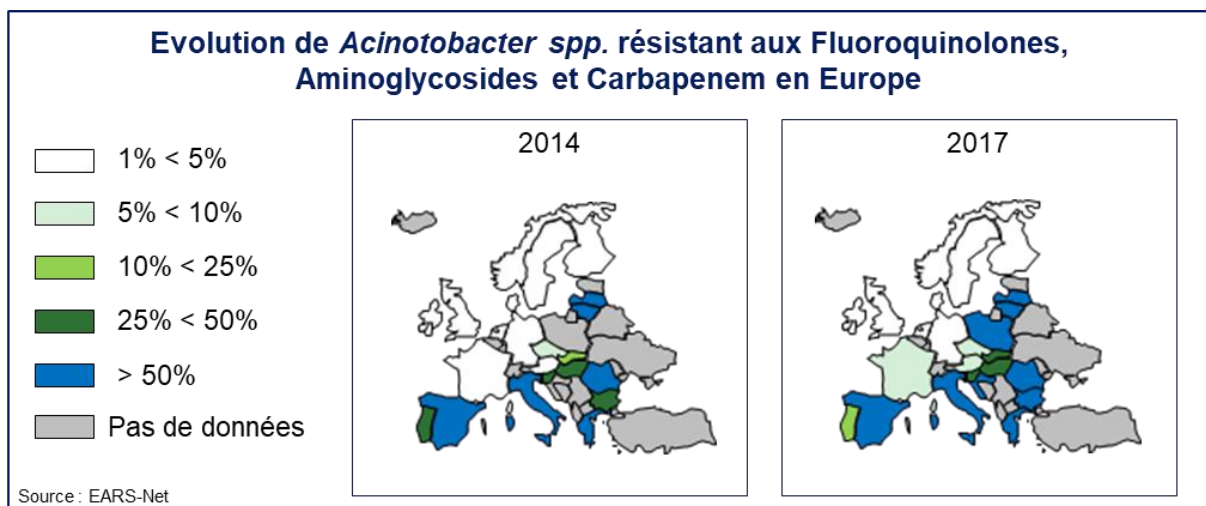 Evolution de Acinotobacter spp. résistant aux Fluoroquinolones,
Aminoglycosides et Carbapenem en Europe
1% < 5%
5% < 10%
10% < 25%
25% < 50%
> 50%
Pas de données
Source : EARS-Net
2014
2017